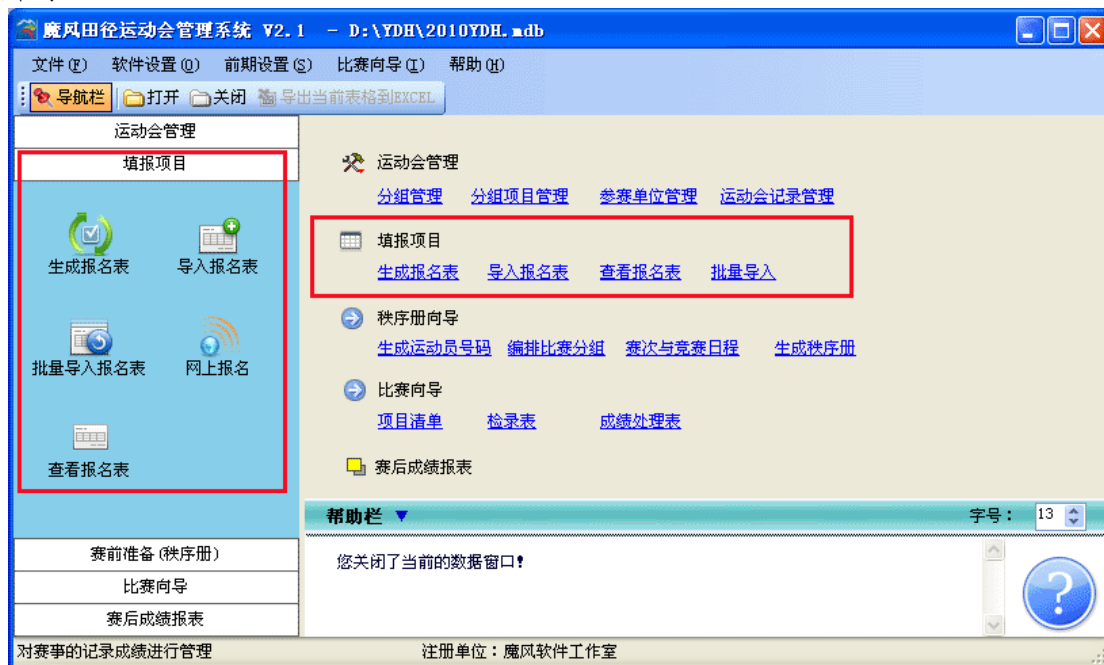 魔风田径运动会管理系统 V2.1 - D:\YDH\2010YDH.mdb
文件(F) 软件设置(O) 前期设置(S) 比赛向导(I) 帮助(H)
导航栏 打开 关闭 导出当前表格到EXCEL
运动会管理
填报项目
生成报名表 导入报名表
批量导入报名表 网上报名
查看报名表
赛前准备(秩序册)
比赛向导
赛后成绩报表
运动会管理
分组管理 分组项目管理 参赛单位管理 运动会记录管理
填报项目
生成报名表 导入报名表 查看报名表 批量导入
秩序册向导
生成运动员号码 编排比赛分组 赛次与竞赛日程 生成秩序册
比赛向导
项目清单 检录表 成绩处理表
赛后成绩报表
帮助栏 ▼ 字号: 13
您关闭了当前的数据窗口!
对赛事的记录成绩进行管理 注册单位:魔风软件工作室